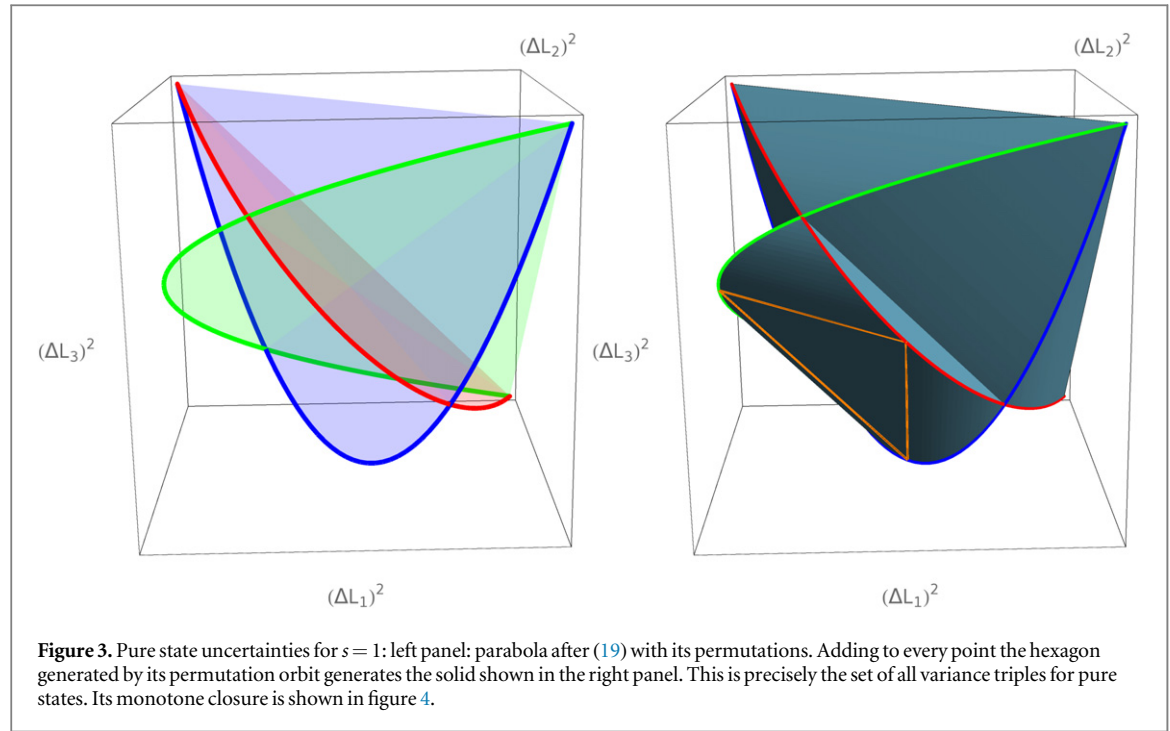 (ΔL₂)² (ΔL₂)²
(ΔL₃)² (ΔL₃)²
(ΔL₁)² (ΔL₁)²
Figure 3. Pure state uncertainties for s = 1: left panel: parabola after (19) with its permutations. Adding to every point the hexagon
generated by its permutation orbit generates the solid shown in the right panel. This is precisely the set of all variance triples for pure
states. Its monotone closure is shown in figure 4.